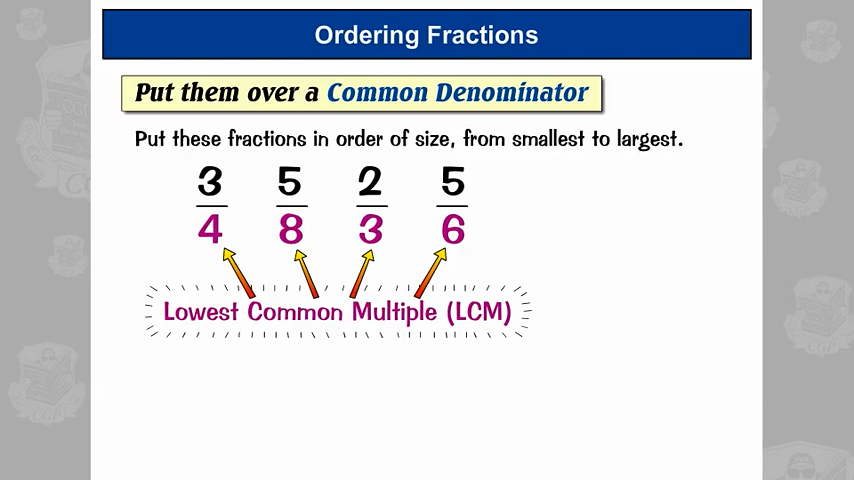 Ordering Fractions
Put them over a Common Denominator
Put these fractions in order of size, from smallest to largest.
3 5 2 5
4 8 3 6
Lowest Common Multiple (LCM)
CGP